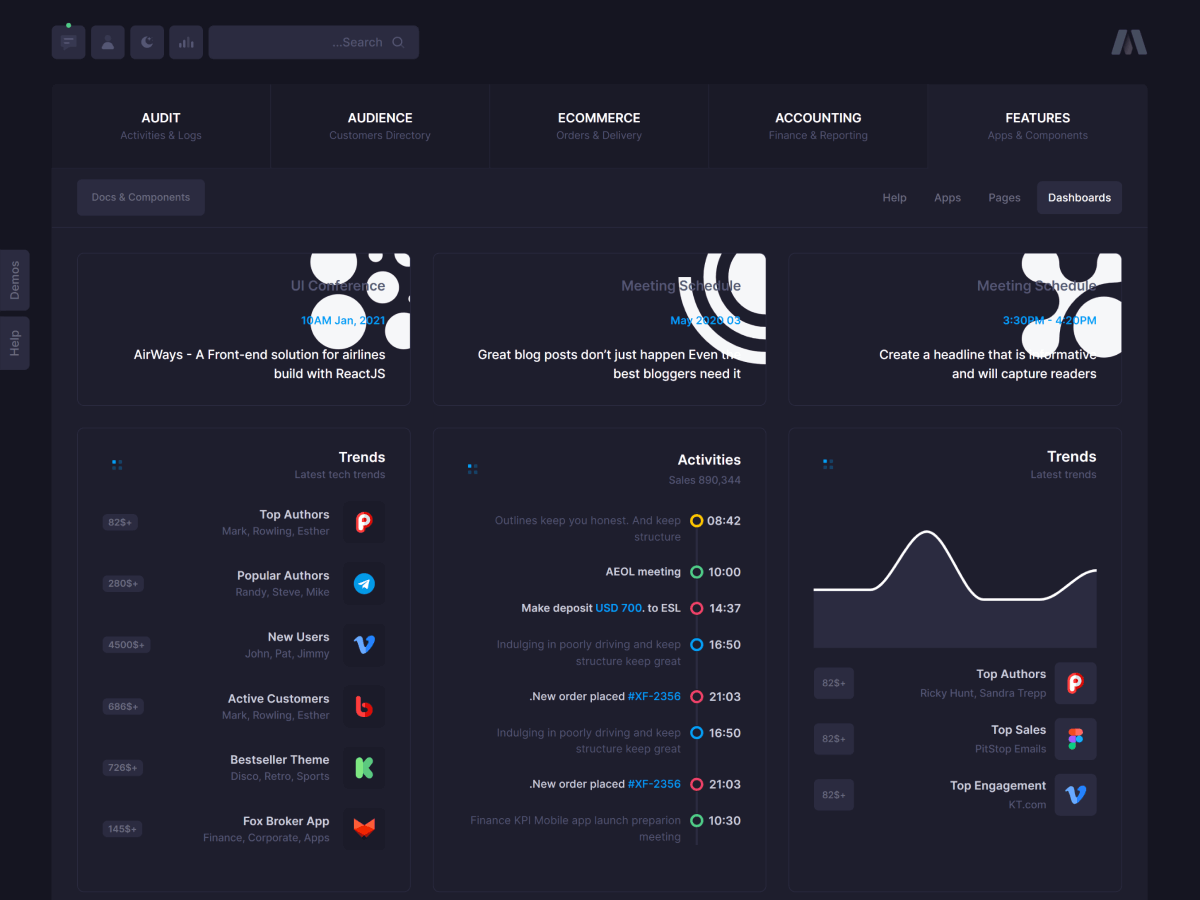 ...Search
AUDIT
Activities & Logs
AUDIENCE
Customers Directory
ECOMMERCE
Orders & Delivery
ACCOUNTING
Finance & Reporting
FEATURES
Apps & Components
Docs & Components
Help
Apps
Pages
Dashboards
Demos
Help
UI Conference
10AM Jan, 2021
AirWays - A Front-end solution for airlines
build with ReactJS
Meeting Schedule
May 2020 03
Great blog posts don’t just happen Even the
best bloggers need it
Meeting Schedule
3:30PM - 4:20PM
Create a headline that is informative
and will capture readers
Trends
Latest tech trends
Top Authors
Mark, Rowling, Esther
82$+
Popular Authors
Randy, Steve, Mike
280$+
New Users
John, Pat, Jimmy
4500$+
Active Customers
Mark, Rowling, Esther
686$+
Bestseller Theme
Disco, Retro, Sports
726$+
Fox Broker App
Finance, Corporate, Apps
145$+
Activities
Sales 890,344
Outlines keep you honest. And keep
structure
08:42
AEOL meeting
10:00
Make deposit USD 700. to ESL
14:37
Indulging in poorly driving and keep
structure keep great
16:50
.New order placed #XF-2356
21:03
Indulging in poorly driving and keep
structure keep great
16:50
.New order placed #XF-2356
21:03
Finance KPI Mobile app launch preparion
meeting
10:30
Trends
Latest trends
Top Authors
Ricky Hunt, Sandra Trepp
82$+
Top Sales
PitStop Emails
82$+
Top Engagement
KT.com
82$+